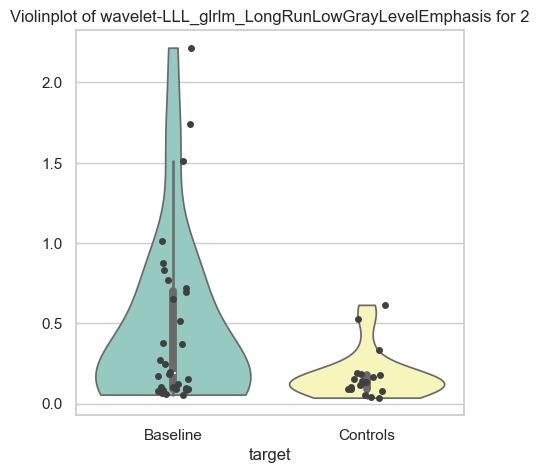 Violinplot of wavelet-LLL_glrlm_LongRunLowGrayLevelEmphasis for 2
2.0
1.5
1.0
0.5
0.0
Baseline Controls
target